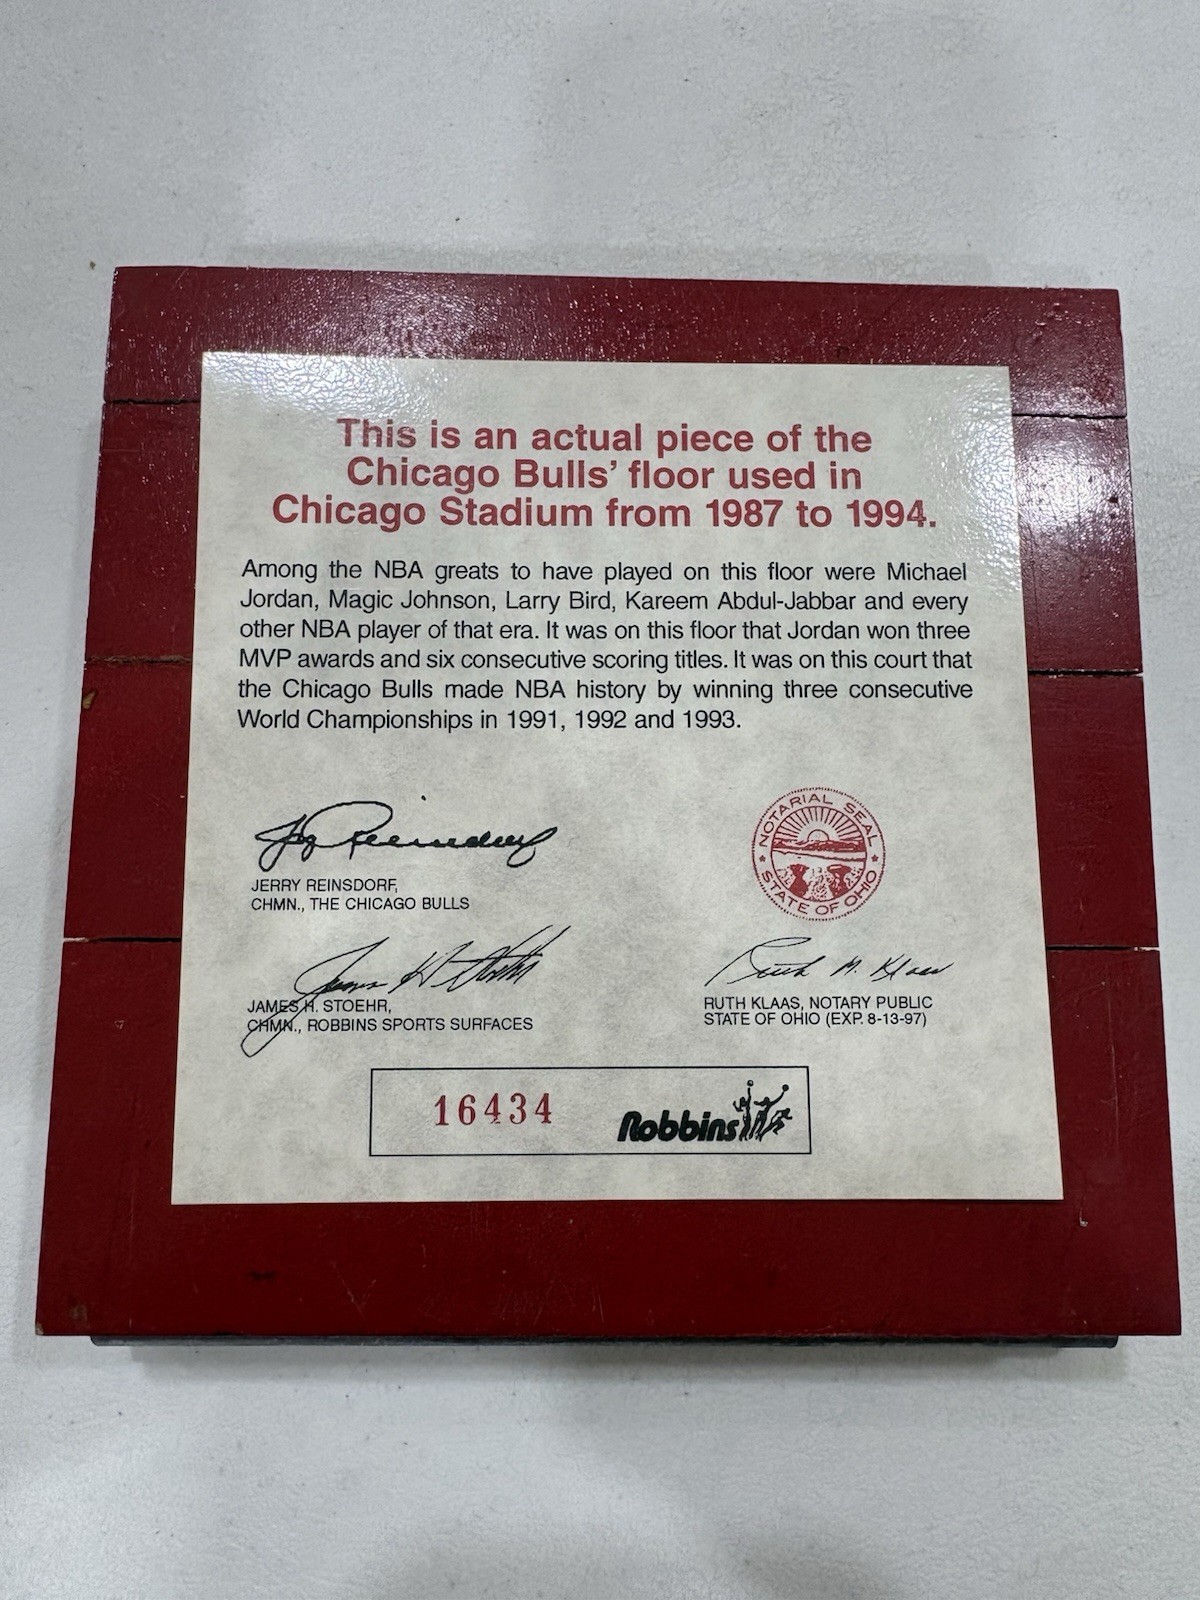 This is an actual piece of the
Chicago Bulls' floor used in
Chicago Stadium from 1987 to 1994.
Among the NBA greats to have played on this floor were Michael
Jordan, Magic Johnson, Larry Bird, Kareem Abdul-Jabbar and every
other NBA player of that era. It was on this floor that Jordan won three
MVP awards and six consecutive scoring titles. It was on this court that
the Chicago Bulls made NBA history by winning three consecutive
World Championships in 1991, 1992 and 1993.
Jerry Reinsdorf
JERRY REINSDORF,
CHMN., THE CHICAGO BULLS
NOTARIAL SEAL
STATE OF OHIO
James H. Stoehr
JAMES H. STOEHR,
CHMN., ROBBINS SPORTS SURFACES
Ruth M. Klaas
RUTH KLAAS, NOTARY PUBLIC
STATE OF OHIO (EXP. 8-13-97)
16434
Robbins